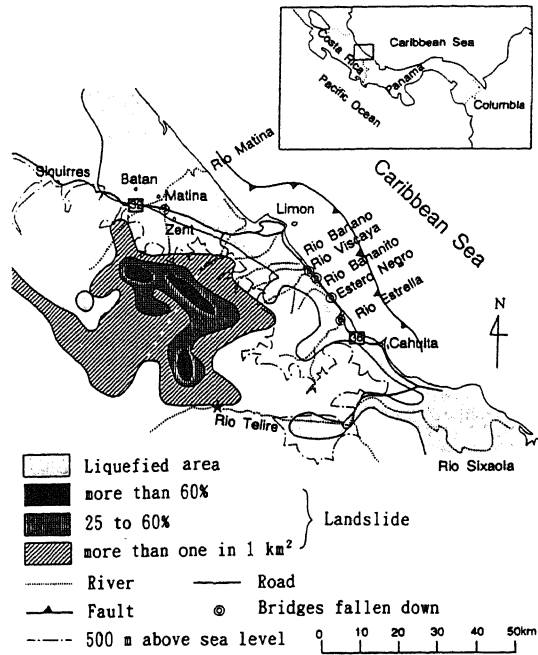 Costa Rica
Caribbean Sea
Panama
Pacific Ocean
Columbia
Rio Matina
Caribbean Sea
Siquirres
Batan
Matina
Zent
Limon
Rio Banano
Rio Viscaya
Rio Bananito
Estero Negro
Rio Estrella
N
Cahuita
Rio Telire
Rio Sixaola
Liquefied area
more than 60%
25 to 60%
Landslide
more than one in 1 km²
River
Road
Fault
Bridges fallen down
500 m above sea level
0 10 20 30 40 50km